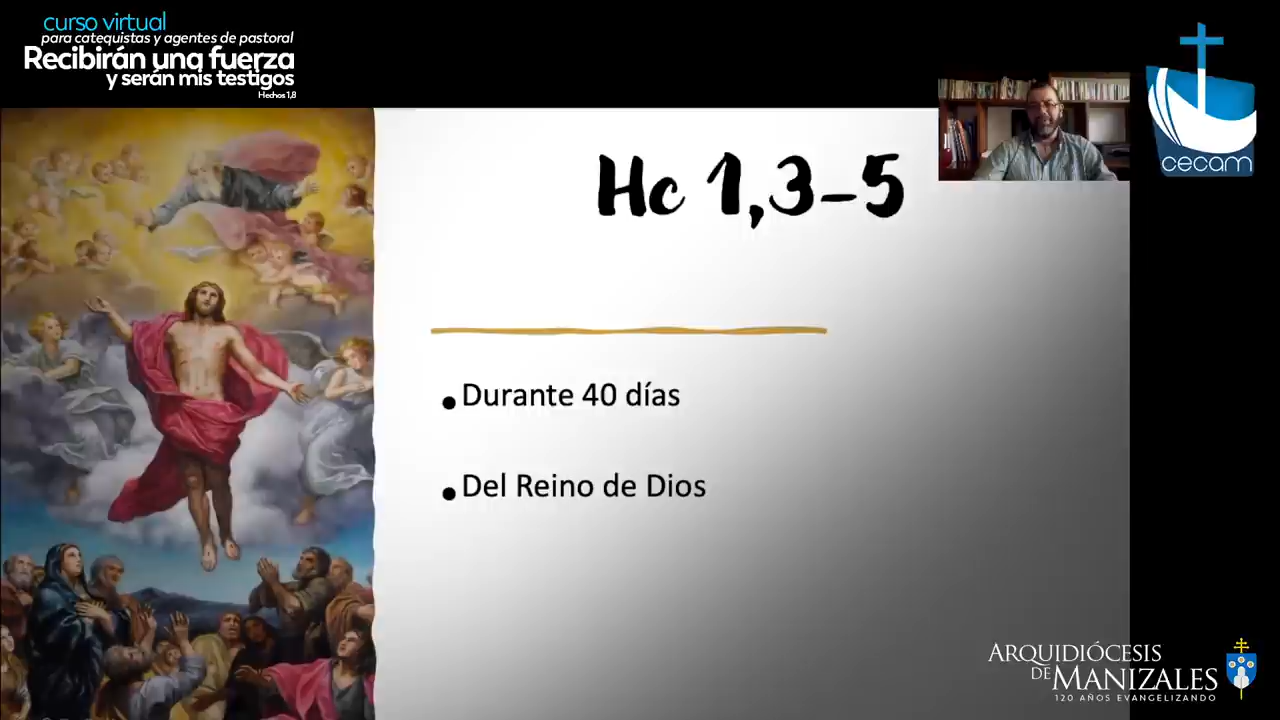 curso virtual
para catequistas y agentes de pastoral
Recibirán una fuerza
y serán mis testigos
Hechos 1,8
cecam
Hc 1,3-5
•Durante 40 días
•Del Reino de Dios
ARQUIDIÓCESIS
DE MANIZALES
120 AÑOS EVANGELIZANDO